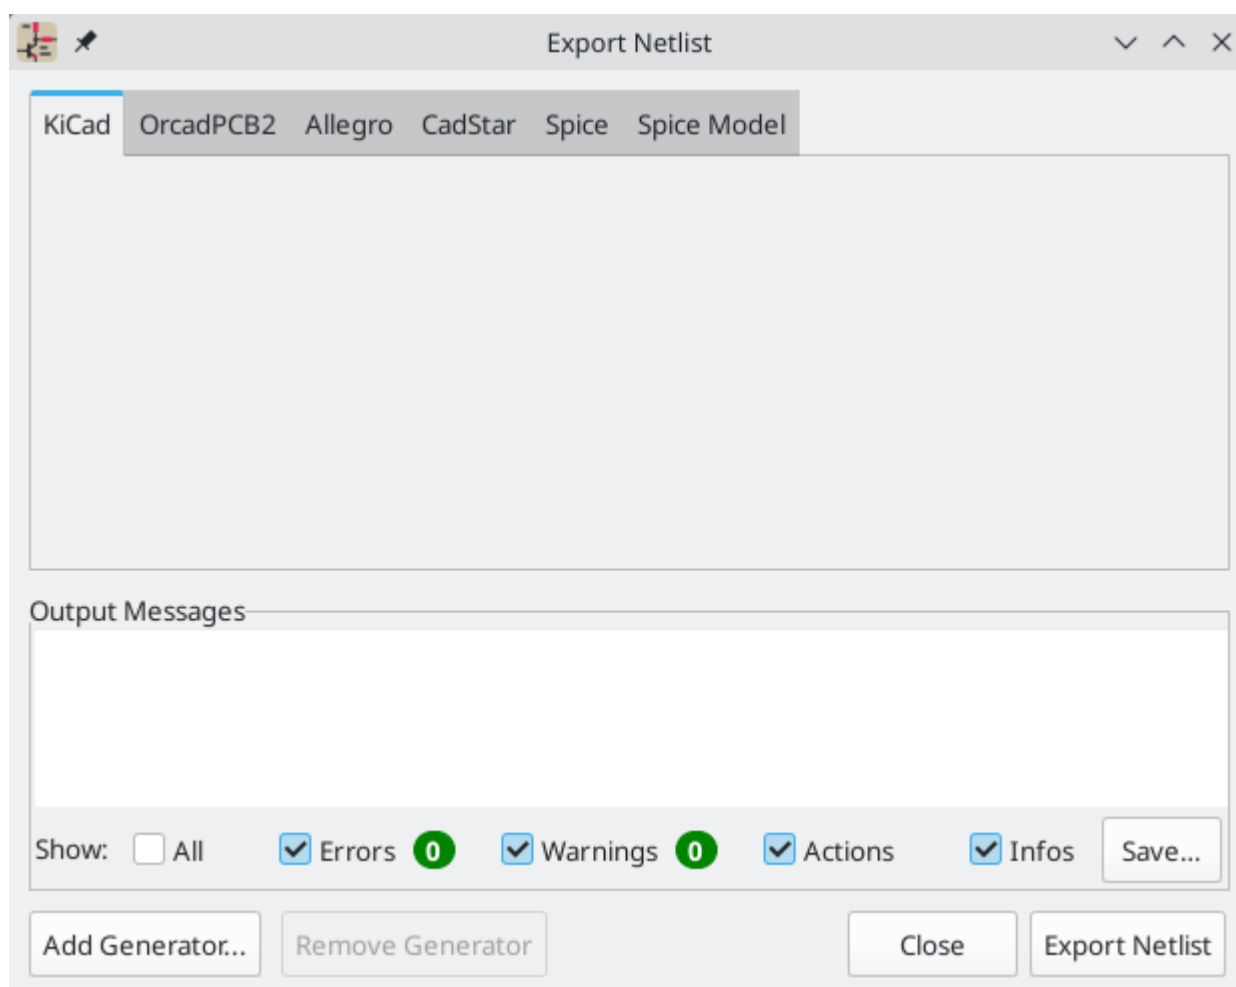 Export Netlist
KiCad OrcadPCB2 Allegro CadStar Spice Spice Model
Output Messages
Show: All Errors 0 Warnings 0 Actions Infos Save...
Add Generator... Remove Generator Close Export Netlist